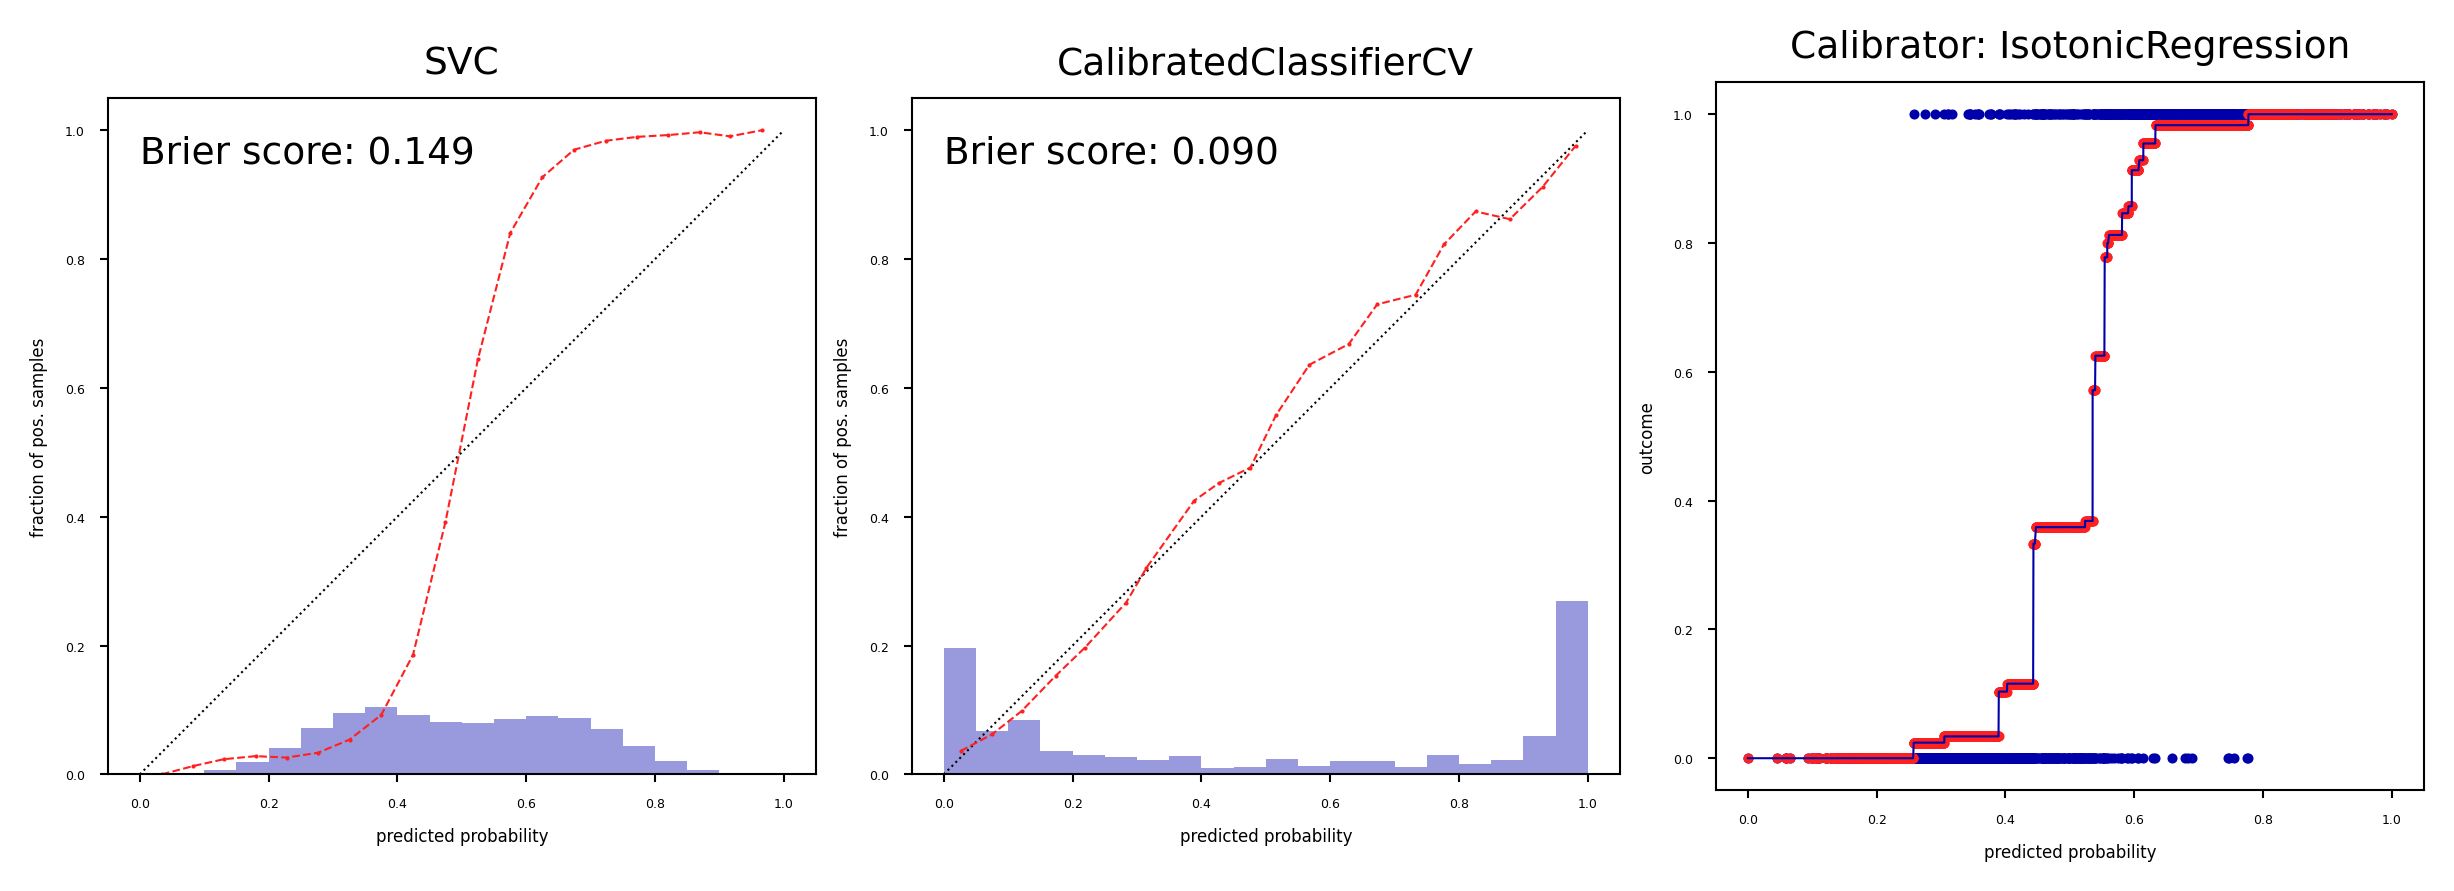 SVC
Brier score: 0.149
1.0
0.8
0.6
0.4
0.2
0.0
fraction of pos. samples
0.0 0.2 0.4 0.6 0.8 1.0
predicted probability
CalibratedClassifierCV
Brier score: 0.090
1.0
0.8
0.6
0.4
0.2
0.0
fraction of pos. samples
0.0 0.2 0.4 0.6 0.8 1.0
predicted probability
Calibrator: IsotonicRegression
1.0
0.8
0.6
0.4
0.2
0.0
outcome
0.0 0.2 0.4 0.6 0.8 1.0
predicted probability